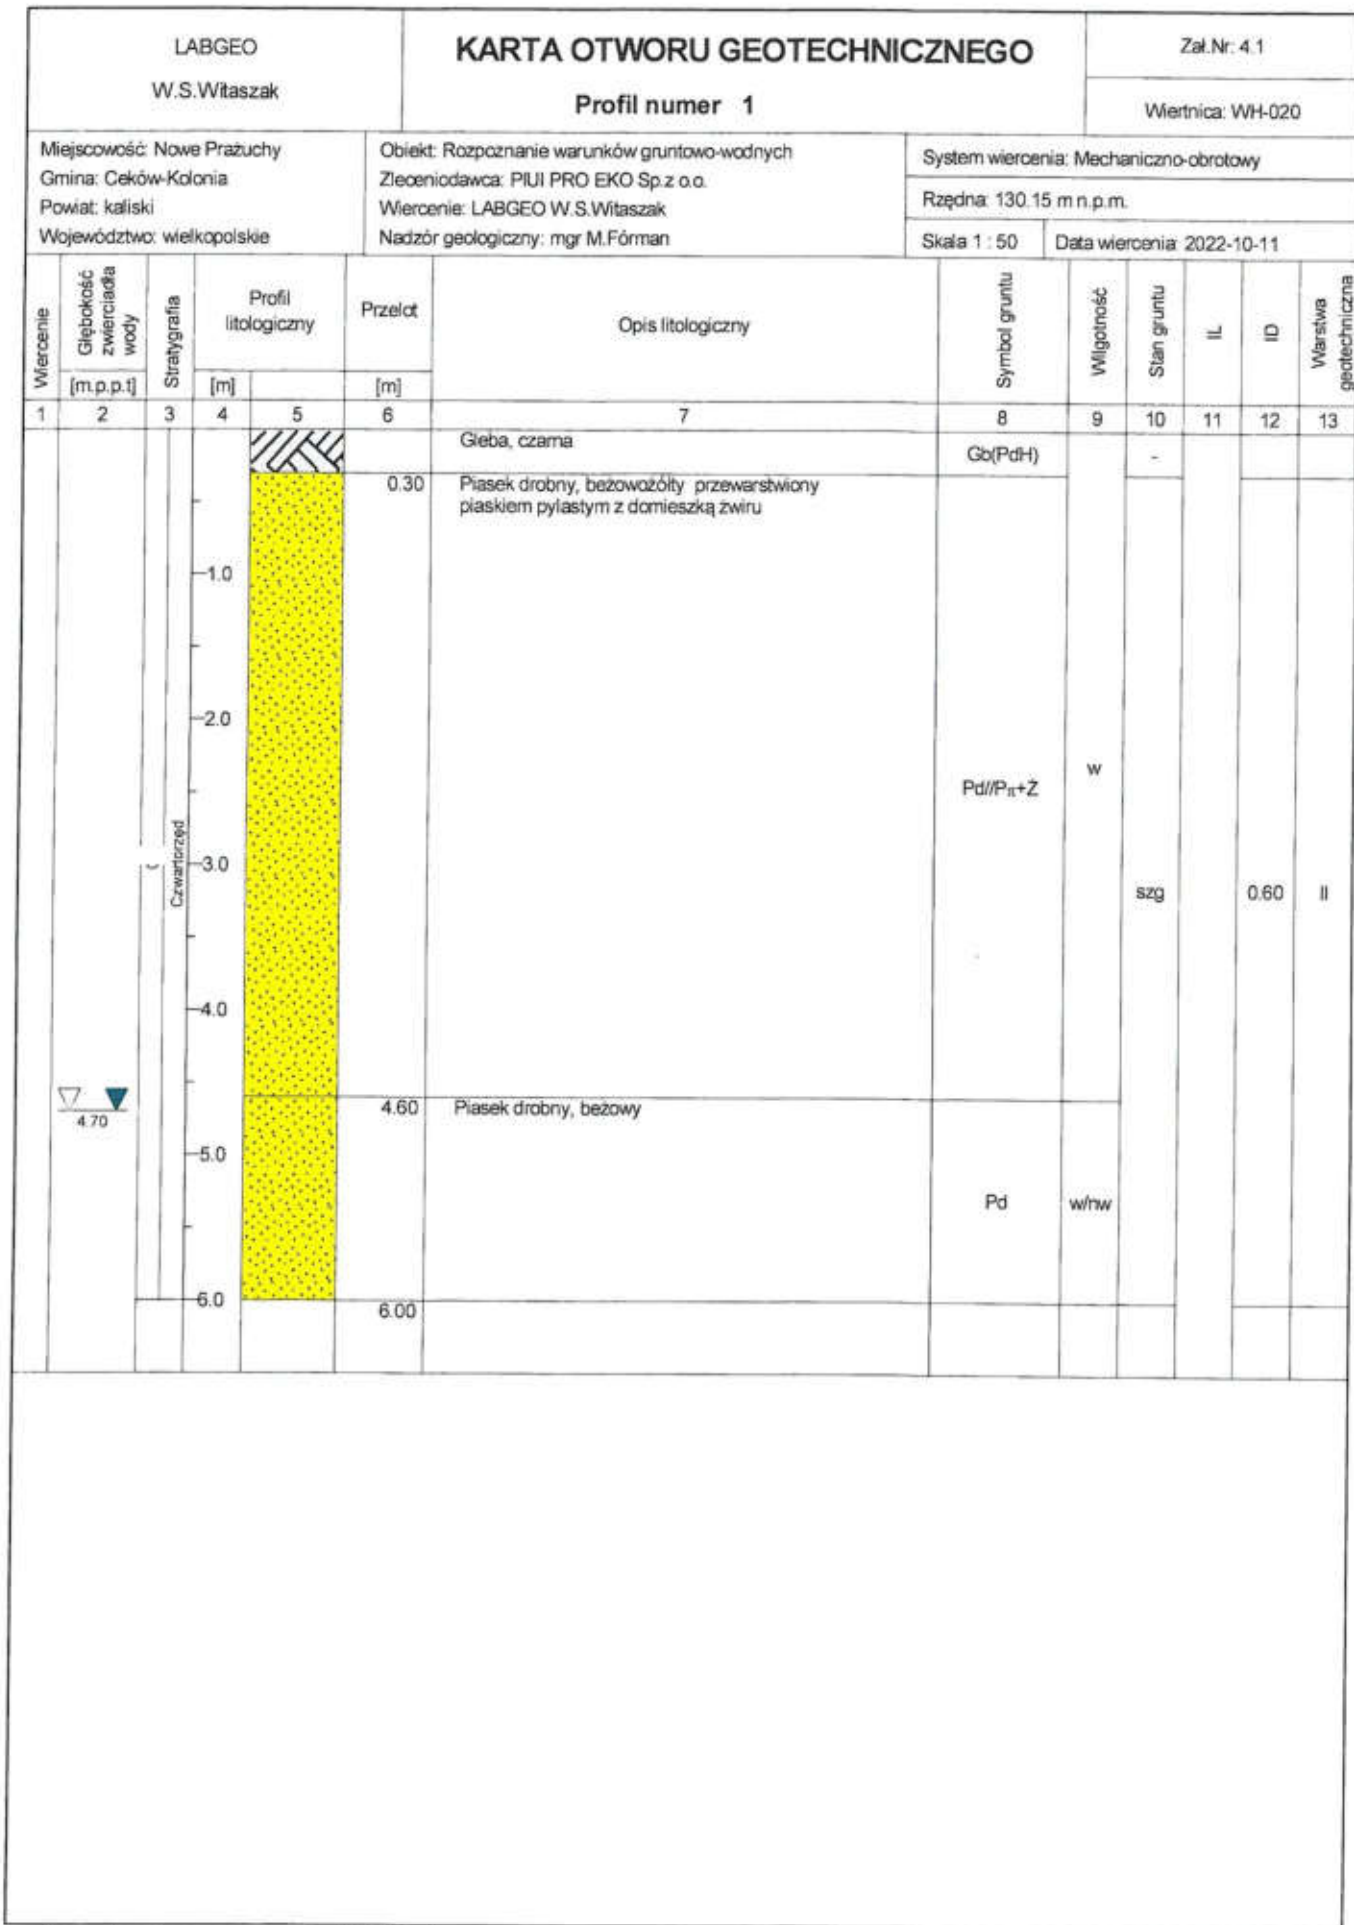 LABGEO
W.S.Witaszak
KARTA OTWORU GEOTECHNICZNEGO
Profil numer 1
Zał.Nr: 4.1
Wiertnica: WH-020
Miejscowość: Nowe Prażuchy
Gmina: Ceków-Kolonia
Powiat: kaliski
Województwo: wielkopolskie
Obiekt: Rozpoznanie warunków gruntowo-wodnych
Zleceniodawca: PIUI PRO EKO Sp.z o.o.
Wiercenie: LABGEO W.S.Witaszak
Nadzór geologiczny: mgr M.Fórman
System wiercenia: Mechaniczno-obrotowy
Rzędna: 130.15 m n.p.m.
Skala 1 : 50
Data wiercenia: 2022-10-11
Wiercenie
Głębokość
zwierciadła
wody
[m.p.p.t]
Stratygrafia
Profil
litologiczny
[m]
Przelot
[m]
Opis litologiczny
Symbol gruntu
Wilgotność
Stan gruntu
IL
ID
Warstwa
geotechniczna
1 2 3 4 5 6 7 8 9 10 11 12 13
Gleba, czarna
Gb(PdH)
-
0.30
Piasek drobny, beżowożółty przewarstwiony
piaskiem pylastym z domieszką żwiru
1.0
2.0
w
Pd//Pπ+Ż
Czwartorzęd
3.0
szg
0.60
II
4.0
4.60
Piasek drobny, beżowy
4.70
5.0
Pd
w/nw
6.0
6.00